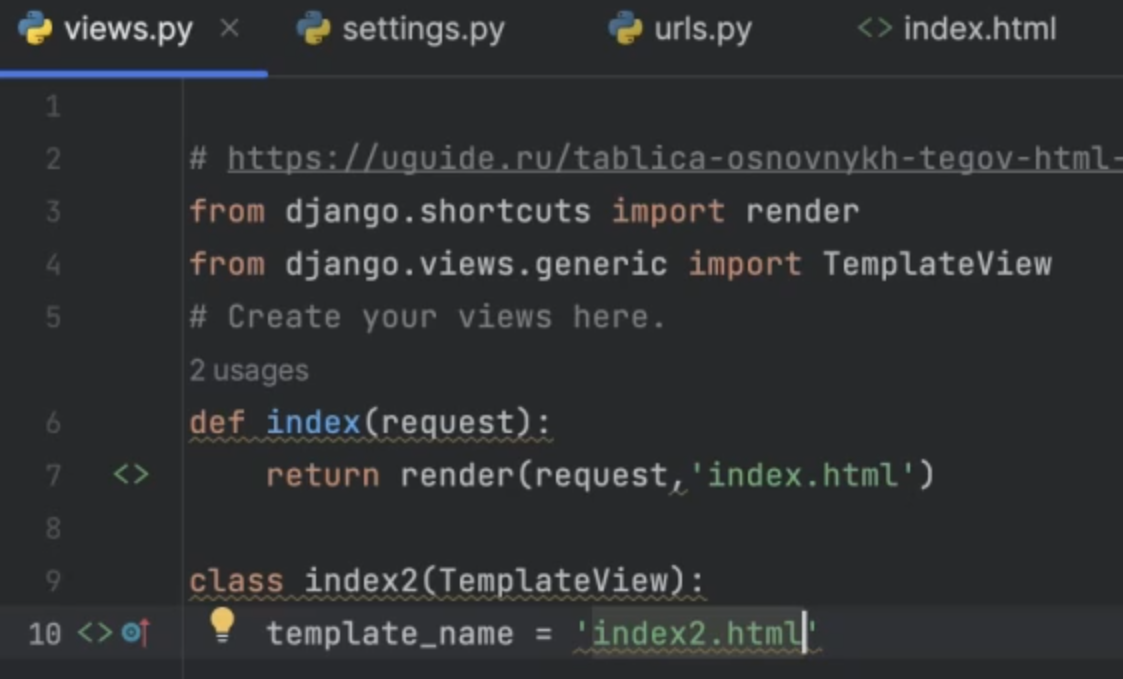 views.py × settings.py urls.py <> index.html
1
2 # https://uguide.ru/tablica-osnovnykh-tegov-html-
3 from django.shortcuts import render
4 from django.views.generic import TemplateView
5 # Create your views here.
2 usages
6 def index(request):
7 <> return render(request,'index.html')
8
9 class index2(TemplateView):
10 <> template_name = 'index2.html'